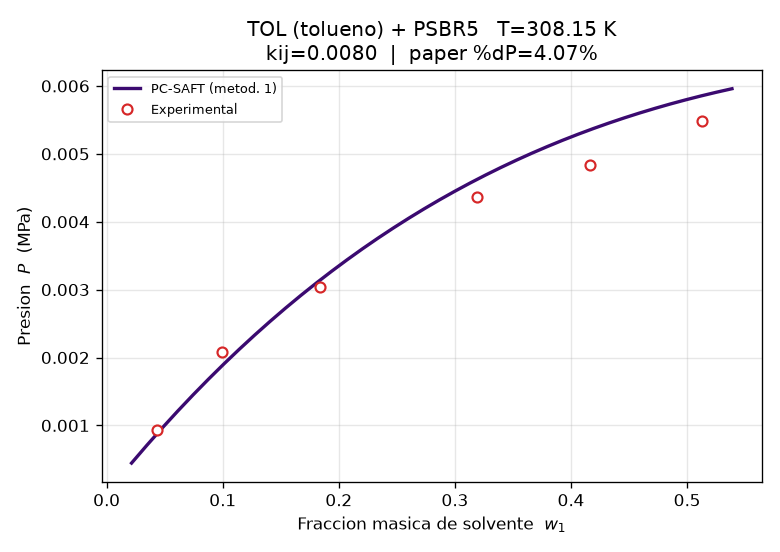 TOL (tolueno) + PSBR5   T=308.15 K
kij=0.0080  |  paper %dP=4.07%
PC-SAFT (metod. 1)
Experimental
Presion P (MPa)
0.006
0.005
0.004
0.003
0.002
0.001
0.0 0.1 0.2 0.3 0.4 0.5
Fraccion masica de solvente w₁